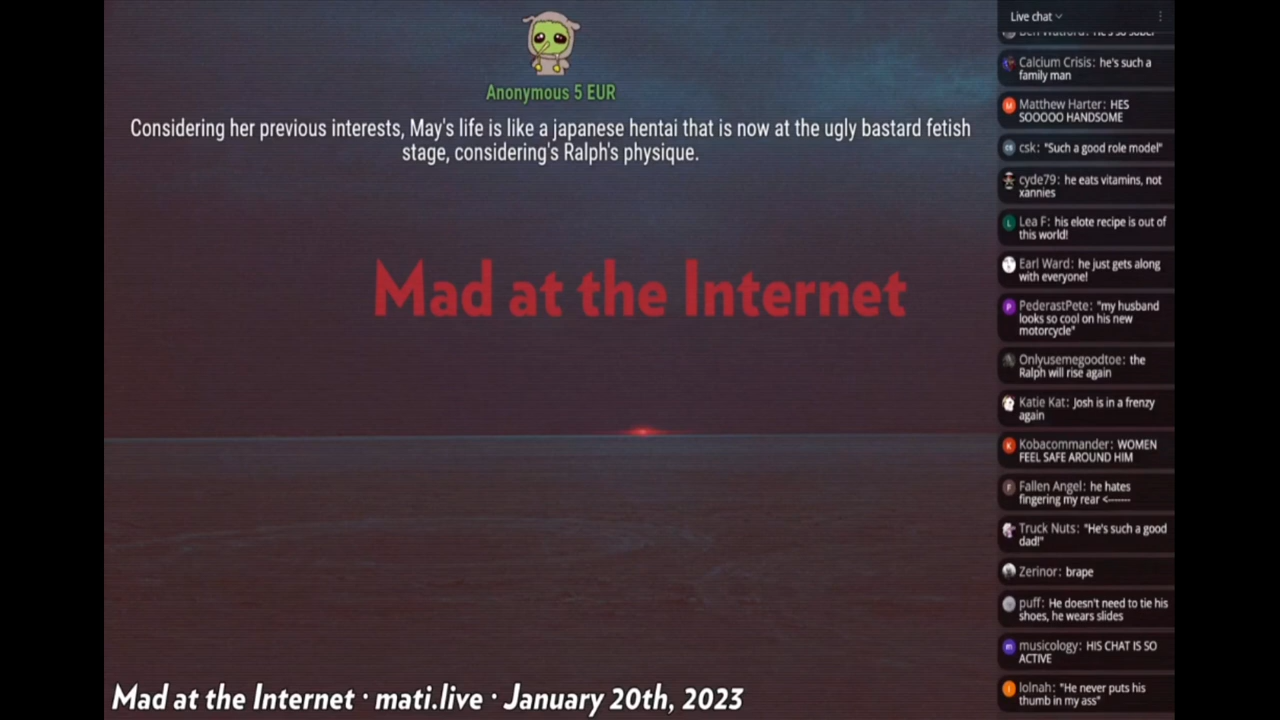 Live chat
Anonymous 5 EUR
Considering her previous interests, May's life is like a japanese hentai that is now at the ugly bastard fetish
stage, considering's Ralph's physique.
Mad at the Internet
Mad at the Internet · mati.live · January 20th, 2023
Calcium Crisis: he's such a
family man
Matthew Harter: HES
SOOOOO HANDSOME
csk: "Such a good role model"
cyde79: he eats vitamins, not
xannies
Lea F: his elote recipe is out of
this world!
Earl Ward: he just gets along
with everyone!
PederastPete: "my husband
looks so cool on his new
motorcycle"
Onlyusemegoodtoe: the
Ralph will rise again
Katie Kat: Josh is in a frenzy
again
Kobacommander: WOMEN
FEEL SAFE AROUND HIM
Fallen Angel: he hates
fingering my rear <-------
Truck Nuts: "He's such a good
dad!"
Zerinor: brape
puff: He doesn't need to tie his
shoes, he wears slides
musicology: HIS CHAT IS SO
ACTIVE
lolnah: "He never puts his
thumb in my ass"